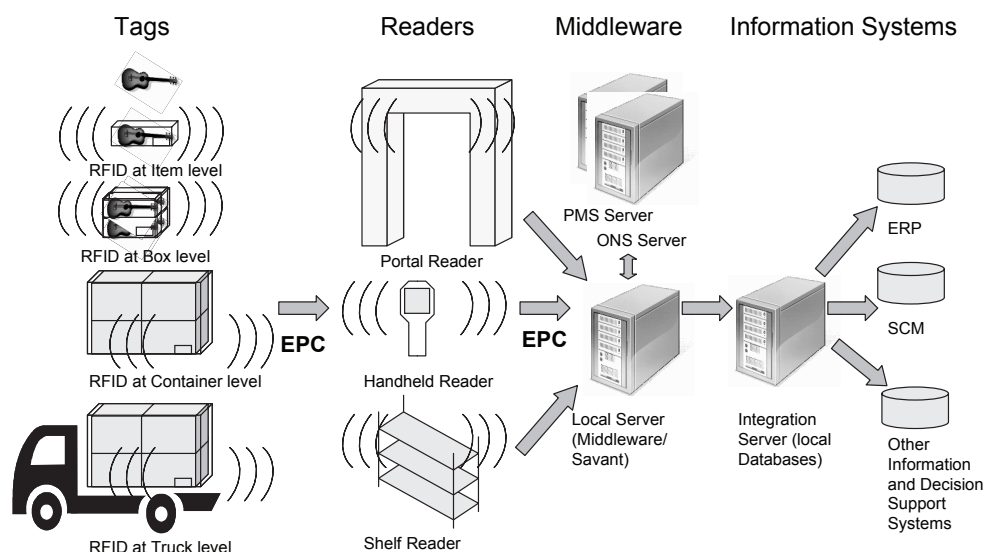 Tags
Readers
Middleware
Information Systems
RFID at Item level
RFID at Box level
RFID at Container level
RFID at Truck level
EPC
Portal Reader
Handheld Reader
Shelf Reader
EPC
PMS Server
ONS Server
Local Server
(Middleware/
Savant)
Integration
Server (local
Databases)
ERP
SCM
Other
Information
and Decision
Support
Systems